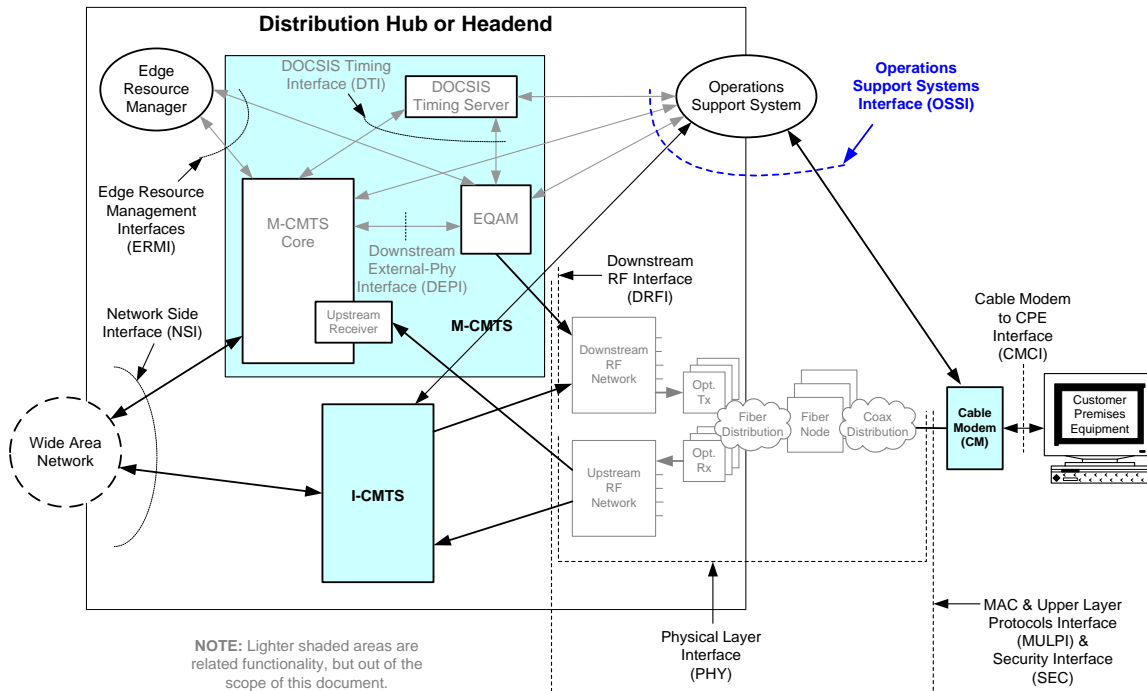 Distribution Hub or Headend
Edge
Resource
Manager
DOCSIS Timing
Interface (DTI)
DOCSIS
Timing Server
Operations
Support System
Operations
Support Systems
Interface (OSSI)
Edge Resource
Management
Interfaces
(ERMI)
M-CMTS
Core
EQAM
Downstream
External-Phy
Interface (DEPI)
Upstream
Receiver
M-CMTS
Downstream
RF Interface
(DRFI)
Cable Modem
to CPE
Interface
(CMCI)
Network Side
Interface (NSI)
Wide Area
Network
I-CMTS
Downstream
RF
Network
Opt.
Tx
Fiber
Distribution
Fiber
Node
Coax
Distribution
Cable
Modem
(CM)
Customer
Premises
Equipment
Upstream
RF
Network
Opt.
Rx
NOTE: Lighter shaded areas are
related functionality, but out of the
scope of this document.
Physical Layer
Interface
(PHY)
MAC & Upper Layer
Protocols Interface
(MULPI) &
Security Interface
(SEC)